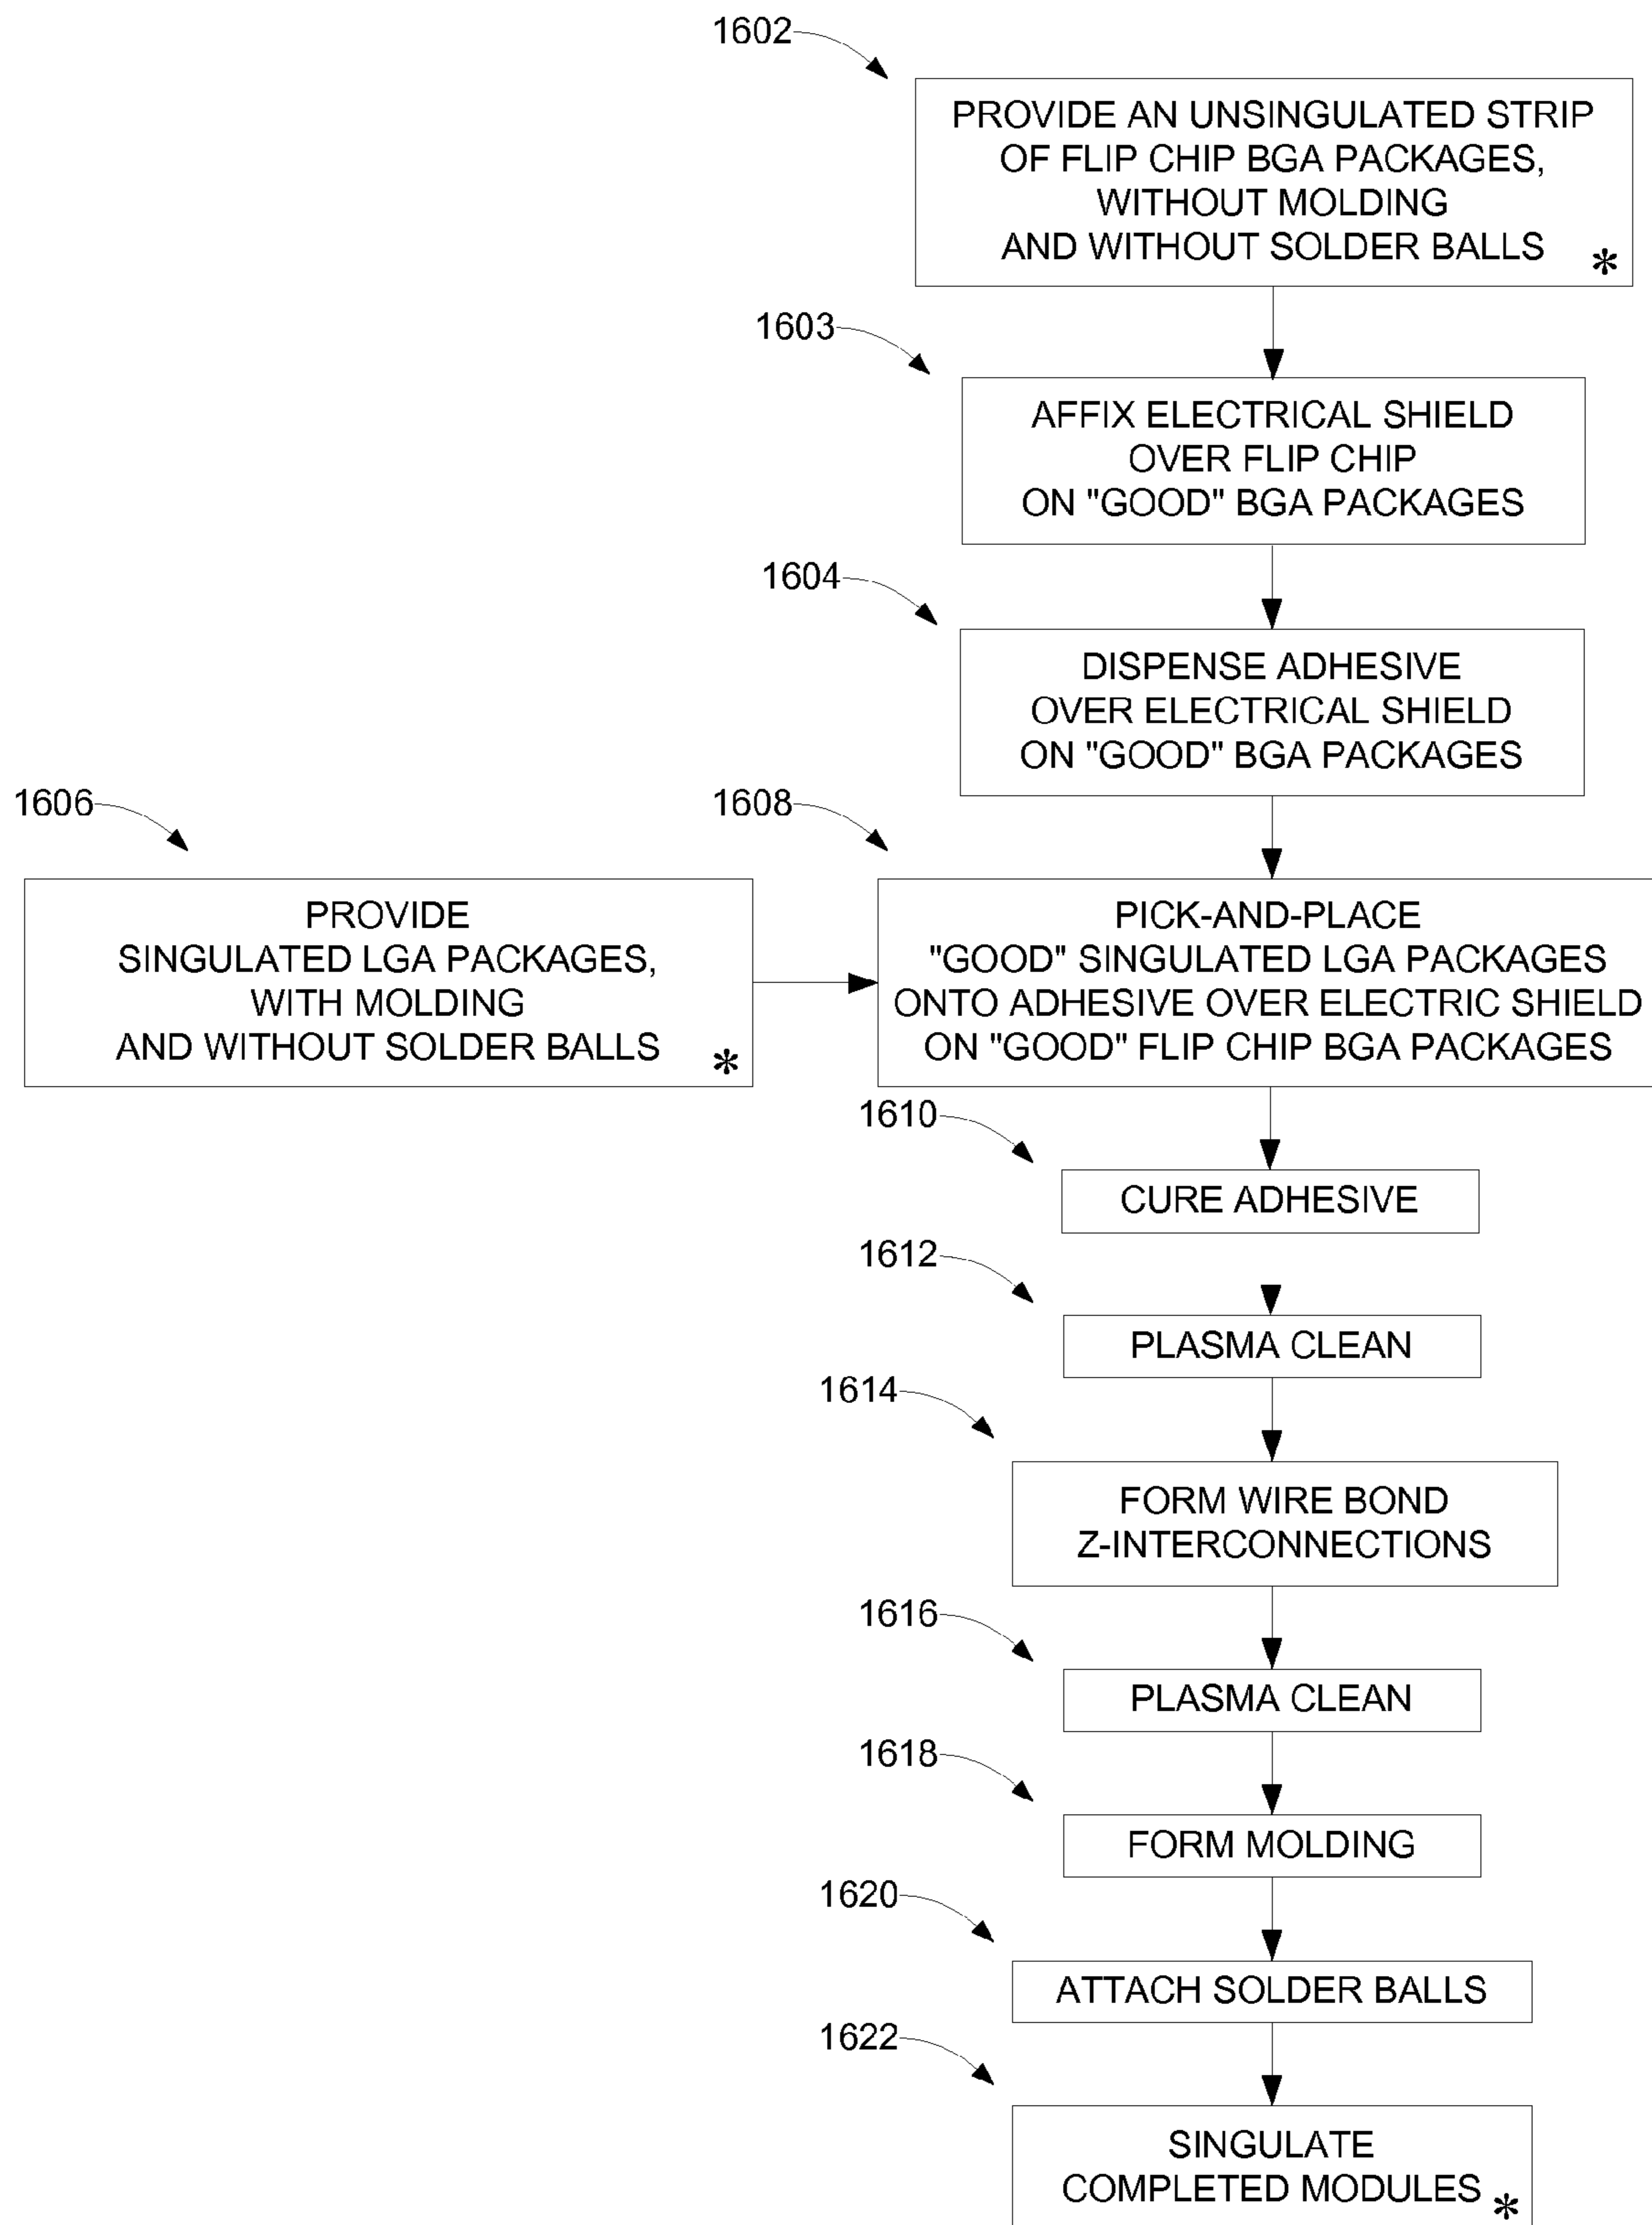 1602
PROVIDE AN UNSINGULATED STRIP
OF FLIP CHIP BGA PACKAGES,
WITHOUT MOLDING
AND WITHOUT SOLDER BALLS *
1603
AFFIX ELECTRICAL SHIELD
OVER FLIP CHIP
ON "GOOD" BGA PACKAGES
1604
DISPENSE ADHESIVE
OVER ELECTRICAL SHIELD
ON "GOOD" BGA PACKAGES
1606
PROVIDE
SINGULATED LGA PACKAGES,
WITH MOLDING
AND WITHOUT SOLDER BALLS *
1608
PICK-AND-PLACE
"GOOD" SINGULATED LGA PACKAGES
ONTO ADHESIVE OVER ELECTRIC SHIELD
ON "GOOD" FLIP CHIP BGA PACKAGES
1610
CURE ADHESIVE
1612
PLASMA CLEAN
1614
FORM WIRE BOND
Z-INTERCONNECTIONS
1616
PLASMA CLEAN
1618
FORM MOLDING
1620
ATTACH SOLDER BALLS
1622
SINGULATE
COMPLETED MODULES *